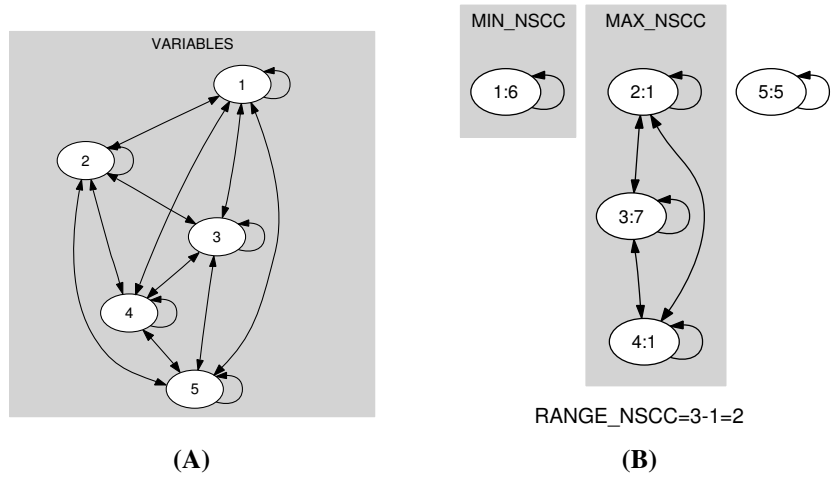 VARIABLES
1
2
3
4
5
(A)
MIN_NSCC
MAX_NSCC
1:6
2:1
5:5
3:7
4:1
RANGE_NSCC=3-1=2
(B)